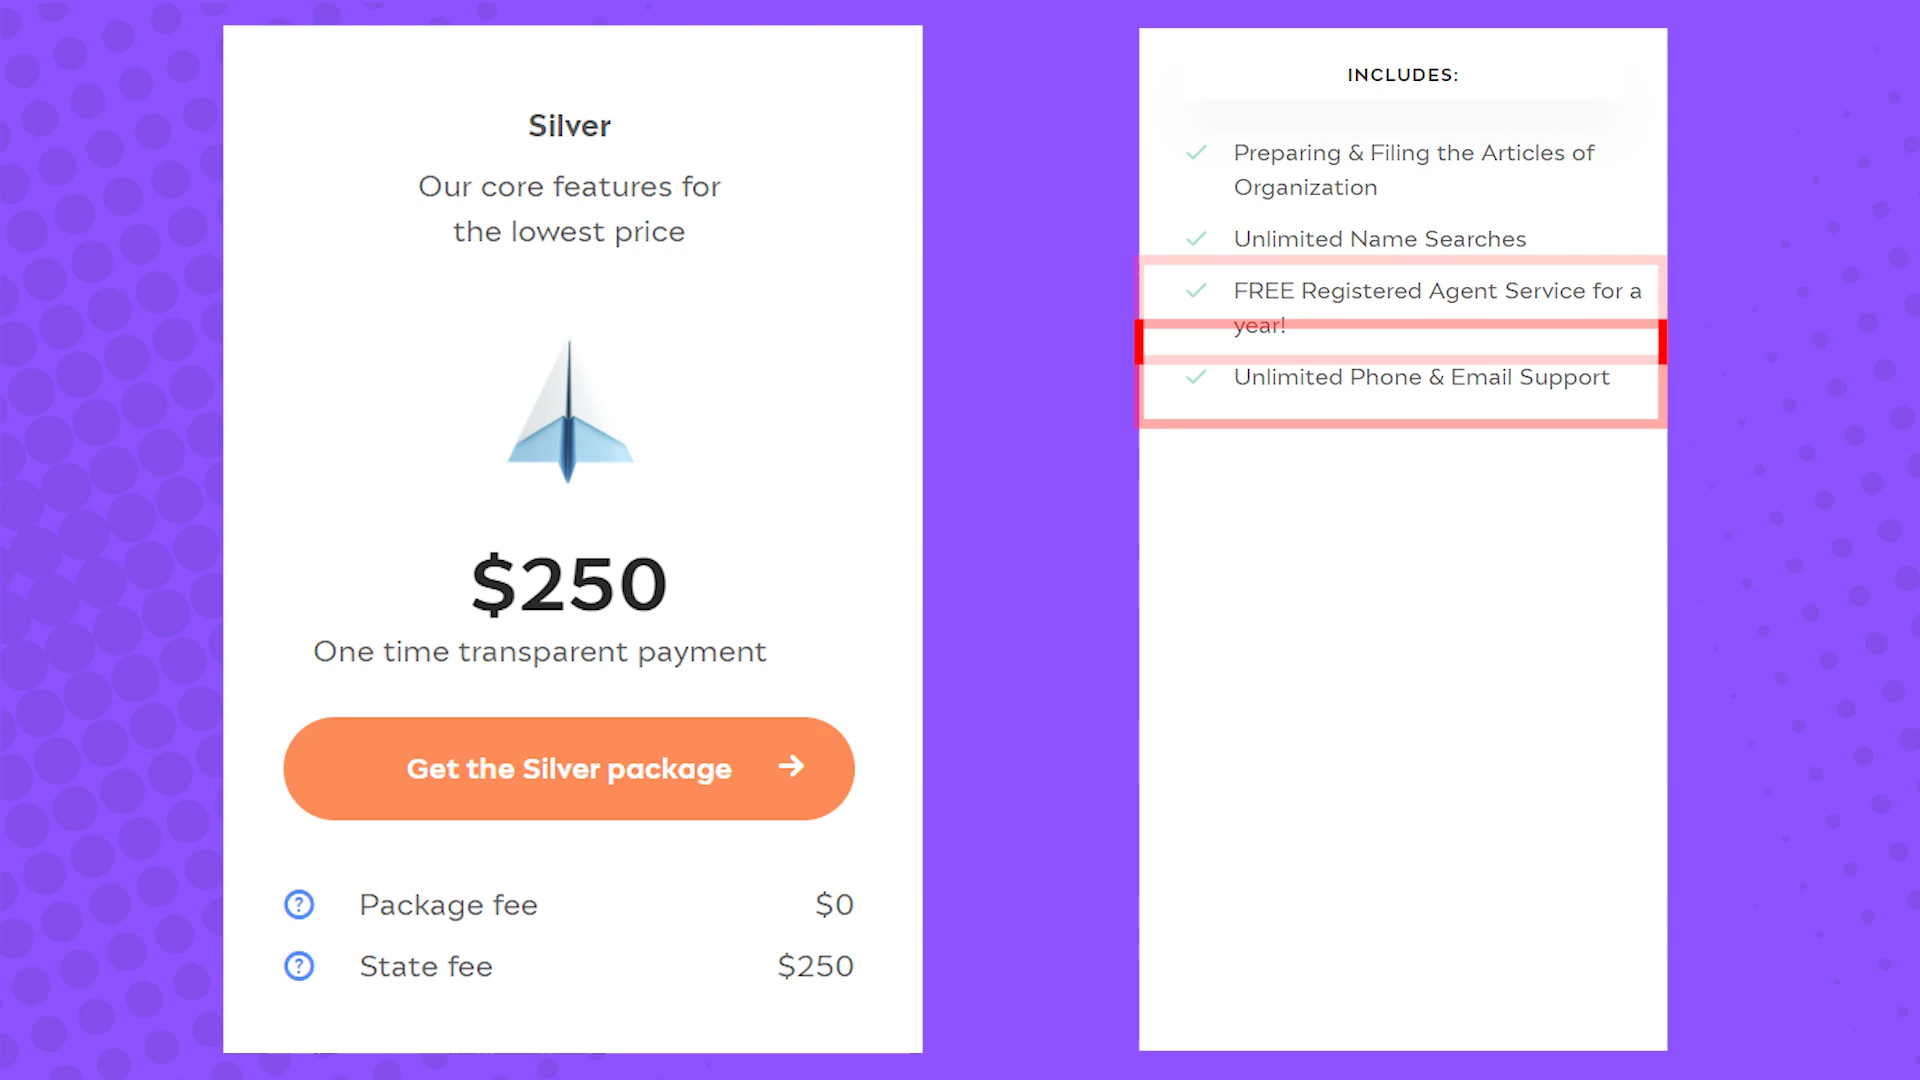 Silver
Our core features for
the lowest price
$250
One time transparent payment
Get the Silver package
? Package fee $0
? State fee $250
INCLUDES:
Preparing & Filing the Articles of
Organization
Unlimited Name Searches
FREE Registered Agent Service for a
year!
Unlimited Phone & Email Support